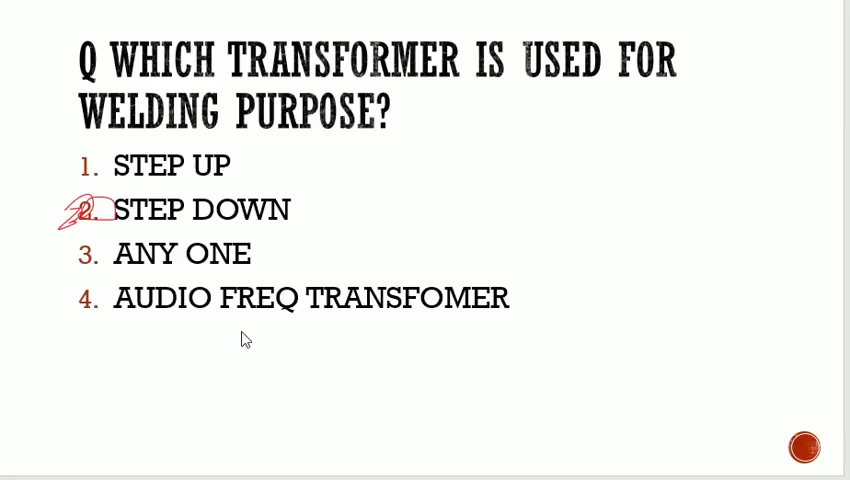 Q WHICH TRANSFORMER IS USED FOR
WELDING PURPOSE?
1. STEP UP
2. STEP DOWN
3. ANY ONE
4. AUDIO FREQ TRANSFOMER